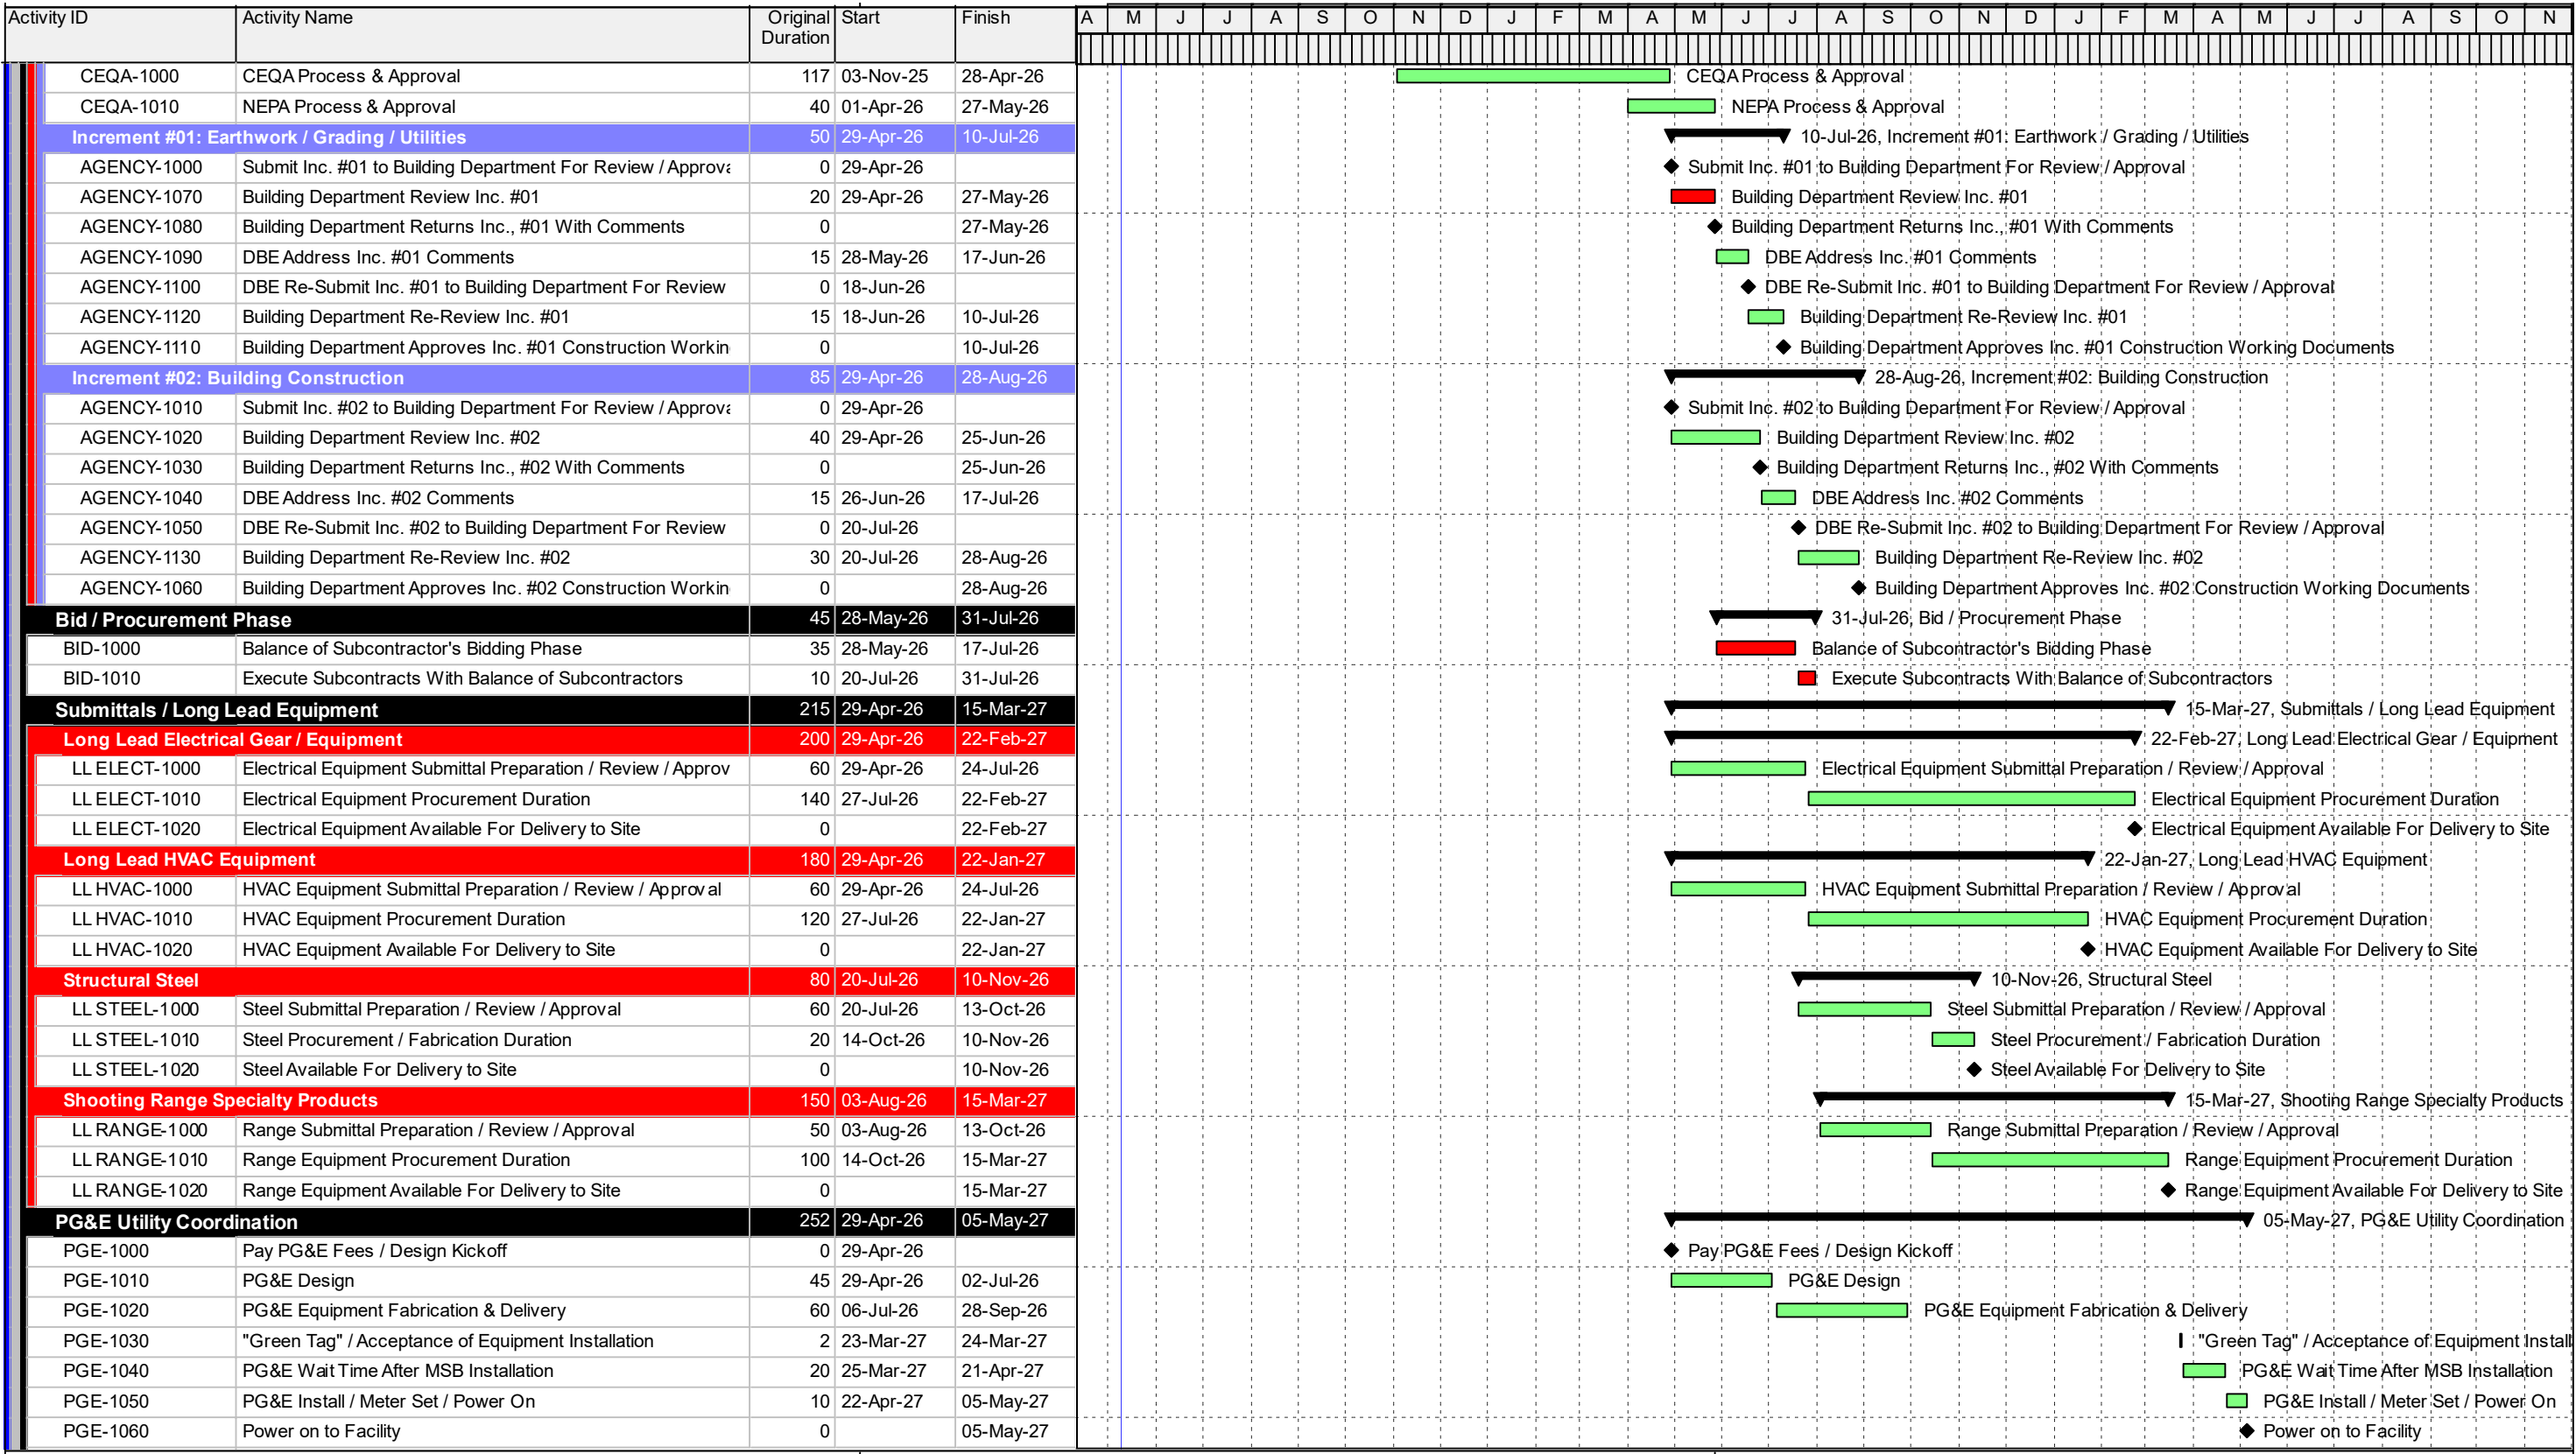 Activity ID Activity Name Original Duration Start Finish A M J J A S O N D J F M A M J J A S O N D J F M A M J J A S O N
CEQA-1000 CEQA Process & Approval 117 03-Nov-25 28-Apr-26 CEQA Process & Approval
CEQA-1010 NEPA Process & Approval 40 01-Apr-26 27-May-26 NEPA Process & Approval
Increment #01: Earthwork / Grading / Utilities 50 29-Apr-26 10-Jul-26 10-Jul-26, Increment #01: Earthwork / Grading / Utilities
AGENCY-1000 Submit Inc. #01 to Building Department For Review / Approva 0 29-Apr-26 Submit Inc. #01 to Building Department For Review / Approval
AGENCY-1070 Building Department Review Inc. #01 20 29-Apr-26 27-May-26 Building Department Review Inc. #01
AGENCY-1080 Building Department Returns Inc., #01 With Comments 0 27-May-26 Building Department Returns Inc., #01 With Comments
AGENCY-1090 DBE Address Inc. #01 Comments 15 28-May-26 17-Jun-26 DBE Address Inc. #01 Comments
AGENCY-1100 DBE Re-Submit Inc. #01 to Building Department For Review 0 18-Jun-26 DBE Re-Submit Inc. #01 to Building Department For Review / Approval
AGENCY-1120 Building Department Re-Review Inc. #01 15 18-Jun-26 10-Jul-26 Building Department Re-Review Inc. #01
AGENCY-1110 Building Department Approves Inc. #01 Construction Workin 0 10-Jul-26 Building Department Approves Inc. #01 Construction Working Documents
Increment #02: Building Construction 85 29-Apr-26 28-Aug-26 28-Aug-26, Increment #02: Building Construction
AGENCY-1010 Submit Inc. #02 to Building Department For Review / Approva 0 29-Apr-26 Submit Inc. #02 to Building Department For Review / Approval
AGENCY-1020 Building Department Review Inc. #02 40 29-Apr-26 25-Jun-26 Building Department Review Inc. #02
AGENCY-1030 Building Department Returns Inc., #02 With Comments 0 25-Jun-26 Building Department Returns Inc., #02 With Comments
AGENCY-1040 DBE Address Inc. #02 Comments 15 26-Jun-26 17-Jul-26 DBE Address Inc. #02 Comments
AGENCY-1050 DBE Re-Submit Inc. #02 to Building Department For Review 0 20-Jul-26 DBE Re-Submit Inc. #02 to Building Department For Review / Approval
AGENCY-1130 Building Department Re-Review Inc. #02 30 20-Jul-26 28-Aug-26 Building Department Re-Review Inc. #02
AGENCY-1060 Building Department Approves Inc. #02 Construction Workin 0 28-Aug-26 Building Department Approves Inc. #02 Construction Working Documents
Bid / Procurement Phase 45 28-May-26 31-Jul-26 31-Jul-26, Bid / Procurement Phase
BID-1000 Balance of Subcontractor's Bidding Phase 35 28-May-26 17-Jul-26 Balance of Subcontractor's Bidding Phase
BID-1010 Execute Subcontracts With Balance of Subcontractors 10 20-Jul-26 31-Jul-26 Execute Subcontracts With Balance of Subcontractors
Submittals / Long Lead Equipment 215 29-Apr-26 15-Mar-27 15-Mar-27, Submittals / Long Lead Equipment
Long Lead Electrical Gear / Equipment 200 29-Apr-26 22-Feb-27 22-Feb-27, Long Lead Electrical Gear / Equipment
LL ELECT-1000 Electrical Equipment Submittal Preparation / Review / Approv 60 29-Apr-26 24-Jul-26 Electrical Equipment Submittal Preparation / Review / Approval
LL ELECT-1010 Electrical Equipment Procurement Duration 140 27-Jul-26 22-Feb-27 Electrical Equipment Procurement Duration
LL ELECT-1020 Electrical Equipment Available For Delivery to Site 0 22-Feb-27 Electrical Equipment Available For Delivery to Site
Long Lead HVAC Equipment 180 29-Apr-26 22-Jan-27 22-Jan-27, Long Lead HVAC Equipment
LL HVAC-1000 HVAC Equipment Submittal Preparation / Review / Approval 60 29-Apr-26 24-Jul-26 HVAC Equipment Submittal Preparation / Review / Approval
LL HVAC-1010 HVAC Equipment Procurement Duration 120 27-Jul-26 22-Jan-27 HVAC Equipment Procurement Duration
LL HVAC-1020 HVAC Equipment Available For Delivery to Site 0 22-Jan-27 HVAC Equipment Available For Delivery to Site
Structural Steel 80 20-Jul-26 10-Nov-26 10-Nov-26, Structural Steel
LL STEEL-1000 Steel Submittal Preparation / Review / Approval 60 20-Jul-26 13-Oct-26 Steel Submittal Preparation / Review / Approval
LL STEEL-1010 Steel Procurement / Fabrication Duration 20 14-Oct-26 10-Nov-26 Steel Procurement / Fabrication Duration
LL STEEL-1020 Steel Available For Delivery to Site 0 10-Nov-26 Steel Available For Delivery to Site
Shooting Range Specialty Products 150 03-Aug-26 15-Mar-27 15-Mar-27, Shooting Range Specialty Products
LL RANGE-1000 Range Submittal Preparation / Review / Approval 50 03-Aug-26 13-Oct-26 Range Submittal Preparation / Review / Approval
LL RANGE-1010 Range Equipment Procurement Duration 100 14-Oct-26 15-Mar-27 Range Equipment Procurement Duration
LL RANGE-1020 Range Equipment Available For Delivery to Site 0 15-Mar-27 Range Equipment Available For Delivery to Site
PG&E Utility Coordination 252 29-Apr-26 05-May-27 05-May-27, PG&E Utility Coordination
PGE-1000 Pay PG&E Fees / Design Kickoff 0 29-Apr-26 Pay PG&E Fees / Design Kickoff
PGE-1010 PG&E Design 45 29-Apr-26 02-Jul-26 PG&E Design
PGE-1020 PG&E Equipment Fabrication & Delivery 60 06-Jul-26 28-Sep-26 PG&E Equipment Fabrication & Delivery
PGE-1030 "Green Tag" / Acceptance of Equipment Installation 2 23-Mar-27 24-Mar-27 "Green Tag" / Acceptance of Equipment Install
PGE-1040 PG&E Wait Time After MSB Installation 20 25-Mar-27 21-Apr-27 PG&E Wait Time After MSB Installation
PGE-1050 PG&E Install / Meter Set / Power On 10 22-Apr-27 05-May-27 PG&E Install / Meter Set / Power On
PGE-1060 Power on to Facility 0 05-May-27 Power on to Facility